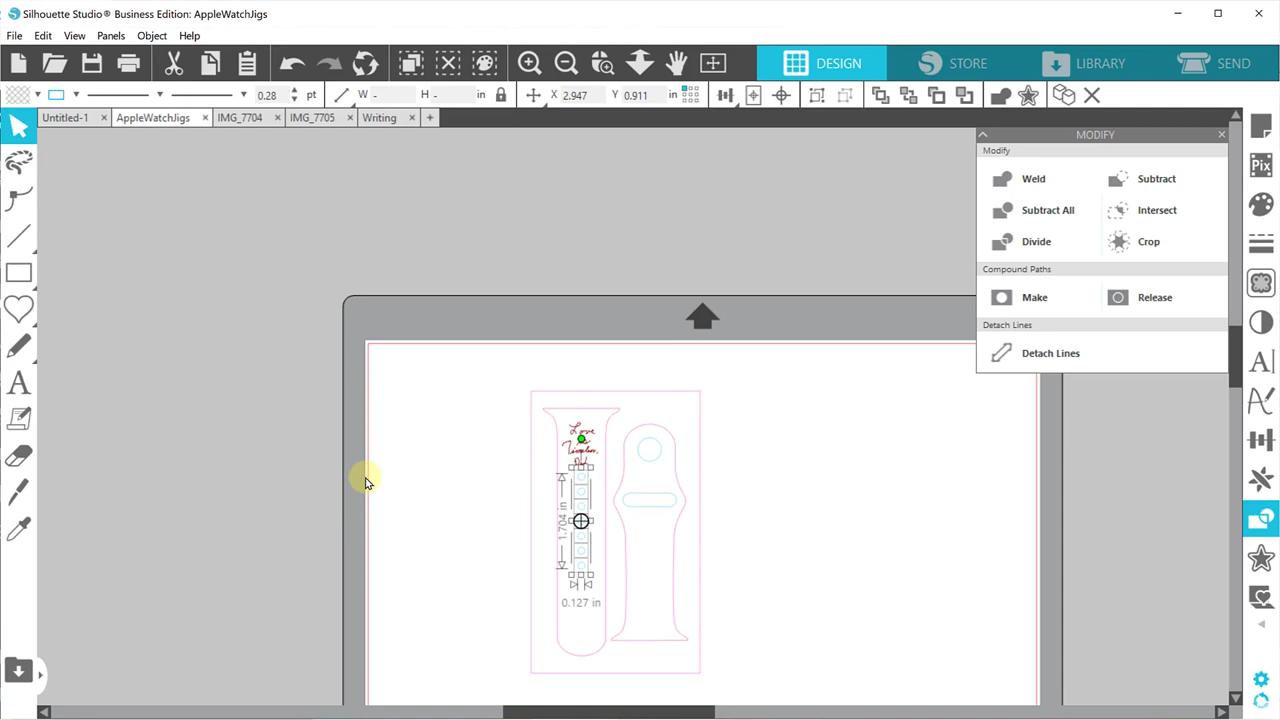 Silhouette Studio® Business Edition: AppleWatchJigs
File Edit View Panels Object Help
DESIGN STORE LIBRARY SEND
0.28 pt W - H - in X 2.947 Y 0.911 in
Untitled-1 AppleWatchJigs IMG_7704 IMG_7705 Writing
MODIFY
Modify
Weld Subtract
Subtract All Intersect
Divide Crop
Compound Paths
Make Release
Detach Lines
Detach Lines
Pix
Love
1.704 in
0.127 in